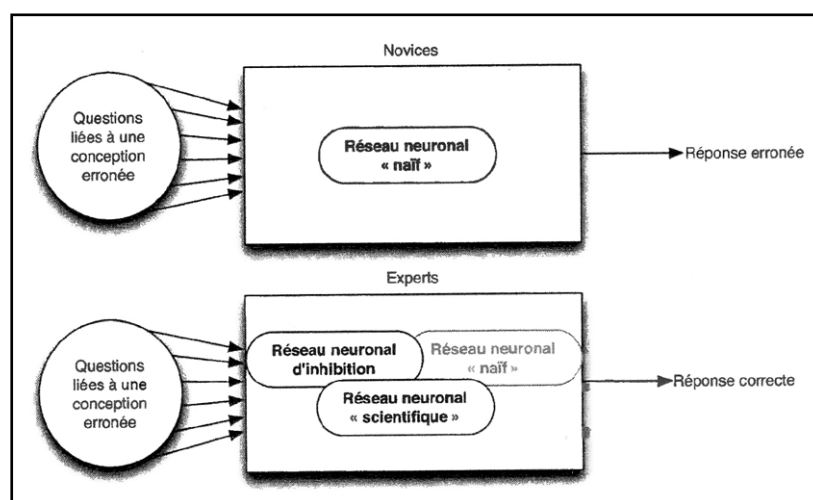 Novices
Questions
liées à une
conception
erronée
Réseau neuronal
« naïf »
Réponse erronée
Experts
Questions
liées à une
conception
erronée
Réseau neuronal
d'inhibition
Réseau neuronal
« naïf »
Réseau neuronal
« scientifique »
Réponse correcte